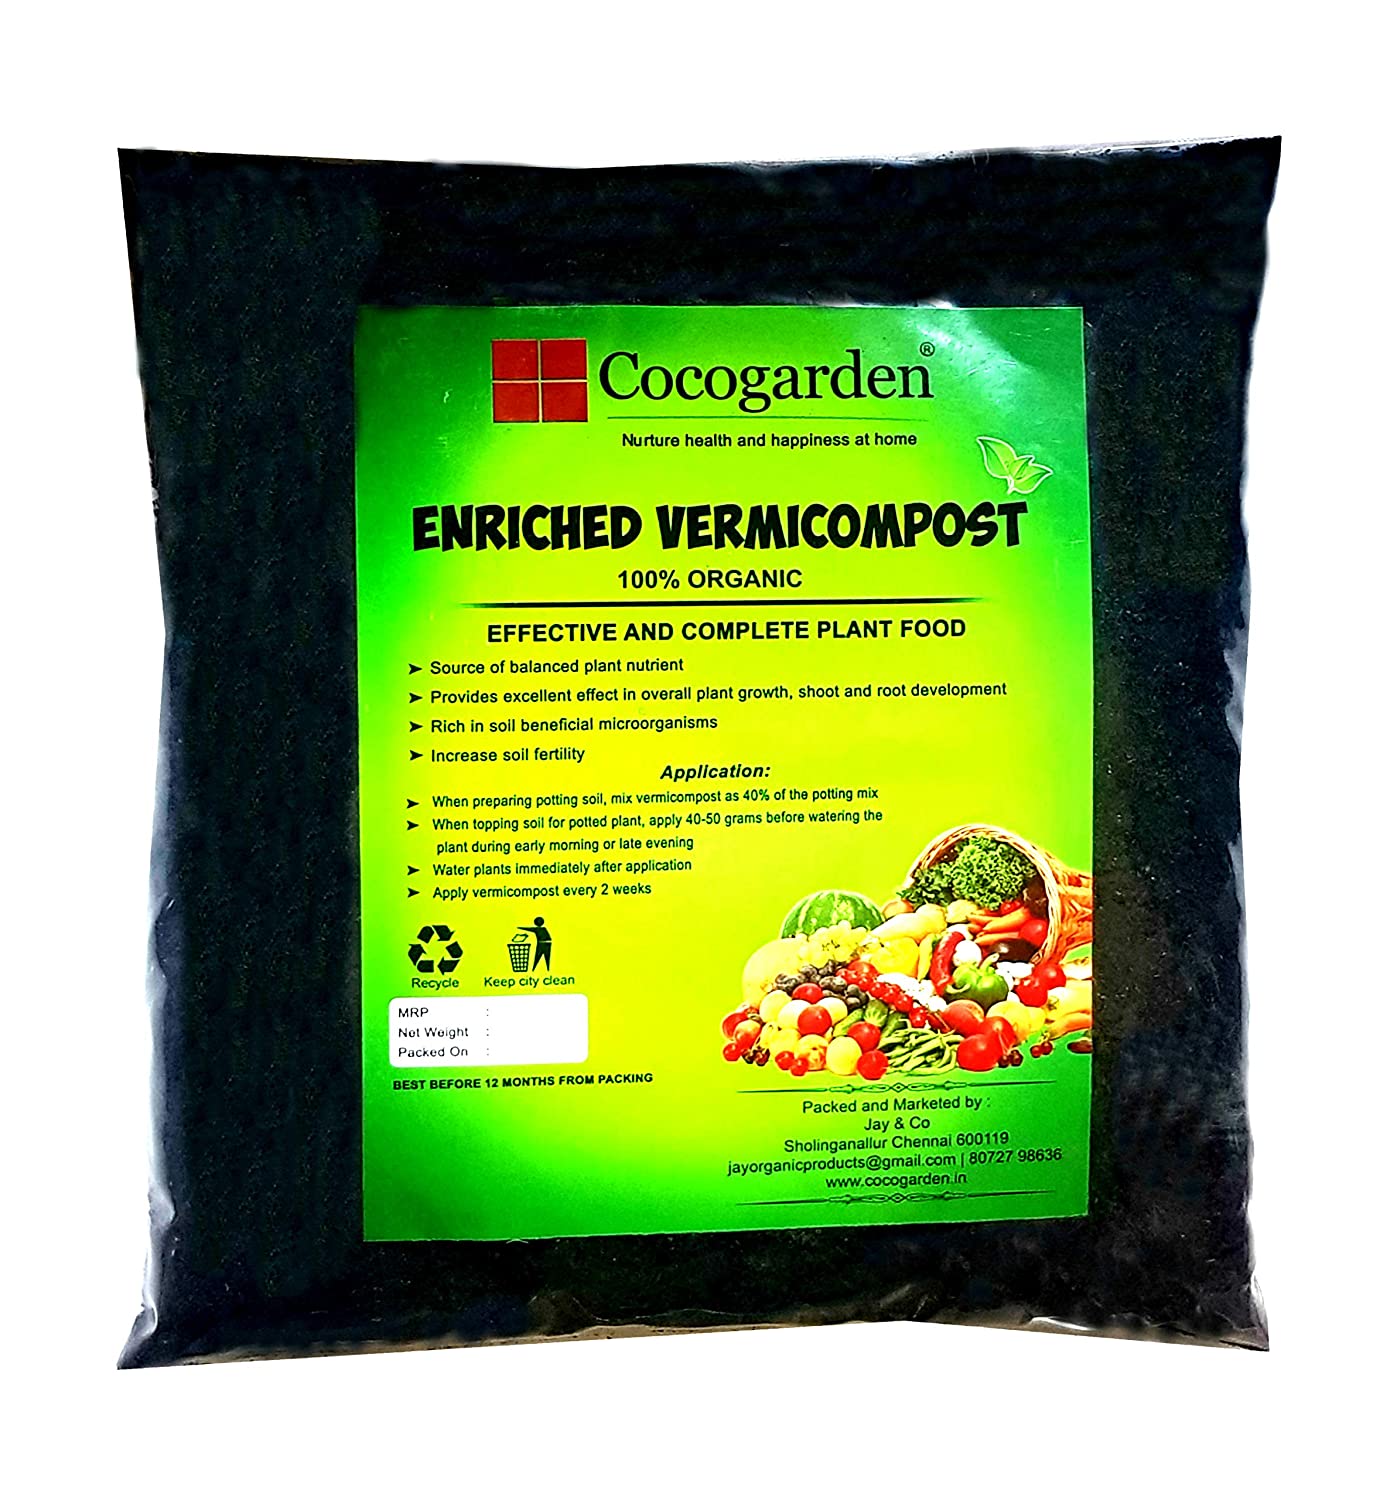 Cocogarden®
Nurture health and happiness at home
ENRICHED VERMICOMPOST
100% ORGANIC
EFFECTIVE AND COMPLETE PLANT FOOD
➤ Source of balanced plant nutrient
➤ Provides excellent effect in overall plant growth, shoot and root development
➤ Rich in soil beneficial microorganisms
➤ Increase soil fertility
Application:
➤ When preparing potting soil, mix vermicompost as 40% of the potting mix
➤ When topping soil for potted plant, apply 40-50 grams before watering the
plant during early morning or late evening
➤ Water plants immediately after application
➤ Apply vermicompost every 2 weeks
Recycle Keep city clean
MRP :
Net Weight :
Packed On :
BEST BEFORE 12 MONTHS FROM PACKING
Packed and Marketed by :
Jay & Co
Sholinganallur Chennai 600119
jayorganicproducts@gmail.com | 80727 98636
www.cocogarden.in